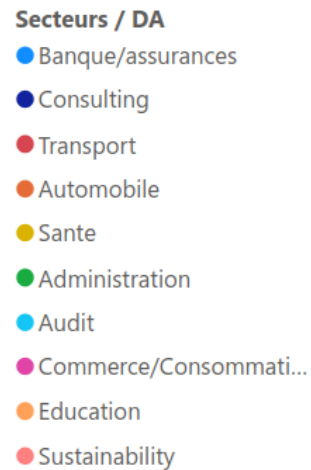 Secteurs / DA
Banque/assurances
Consulting
Transport
Automobile
Sante
Administration
Audit
Commerce/Consommati...
Education
Sustainability